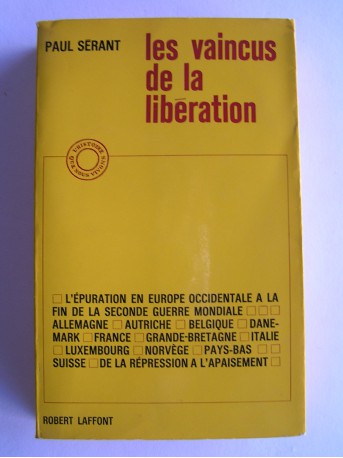 PAUL SÉRANT
les vaincus
de la
libération
L'HISTOIRE QUE NOUS VIVONS
□ L'ÉPURATION EN EUROPE OCCIDENTALE A LA
FIN DE LA SECONDE GUERRE MONDIALE □ □ □
ALLEMAGNE □ AUTRICHE □ BELGIQUE □ DANE-
MARK □ FRANCE □ GRANDE-BRETAGNE □ ITALIE
□ LUXEMBOURG □ NORVÈGE □ PAYS-BAS □ □
SUISSE □ DE LA RÉPRESSION A L'APAISEMENT □
ROBERT LAFFONT